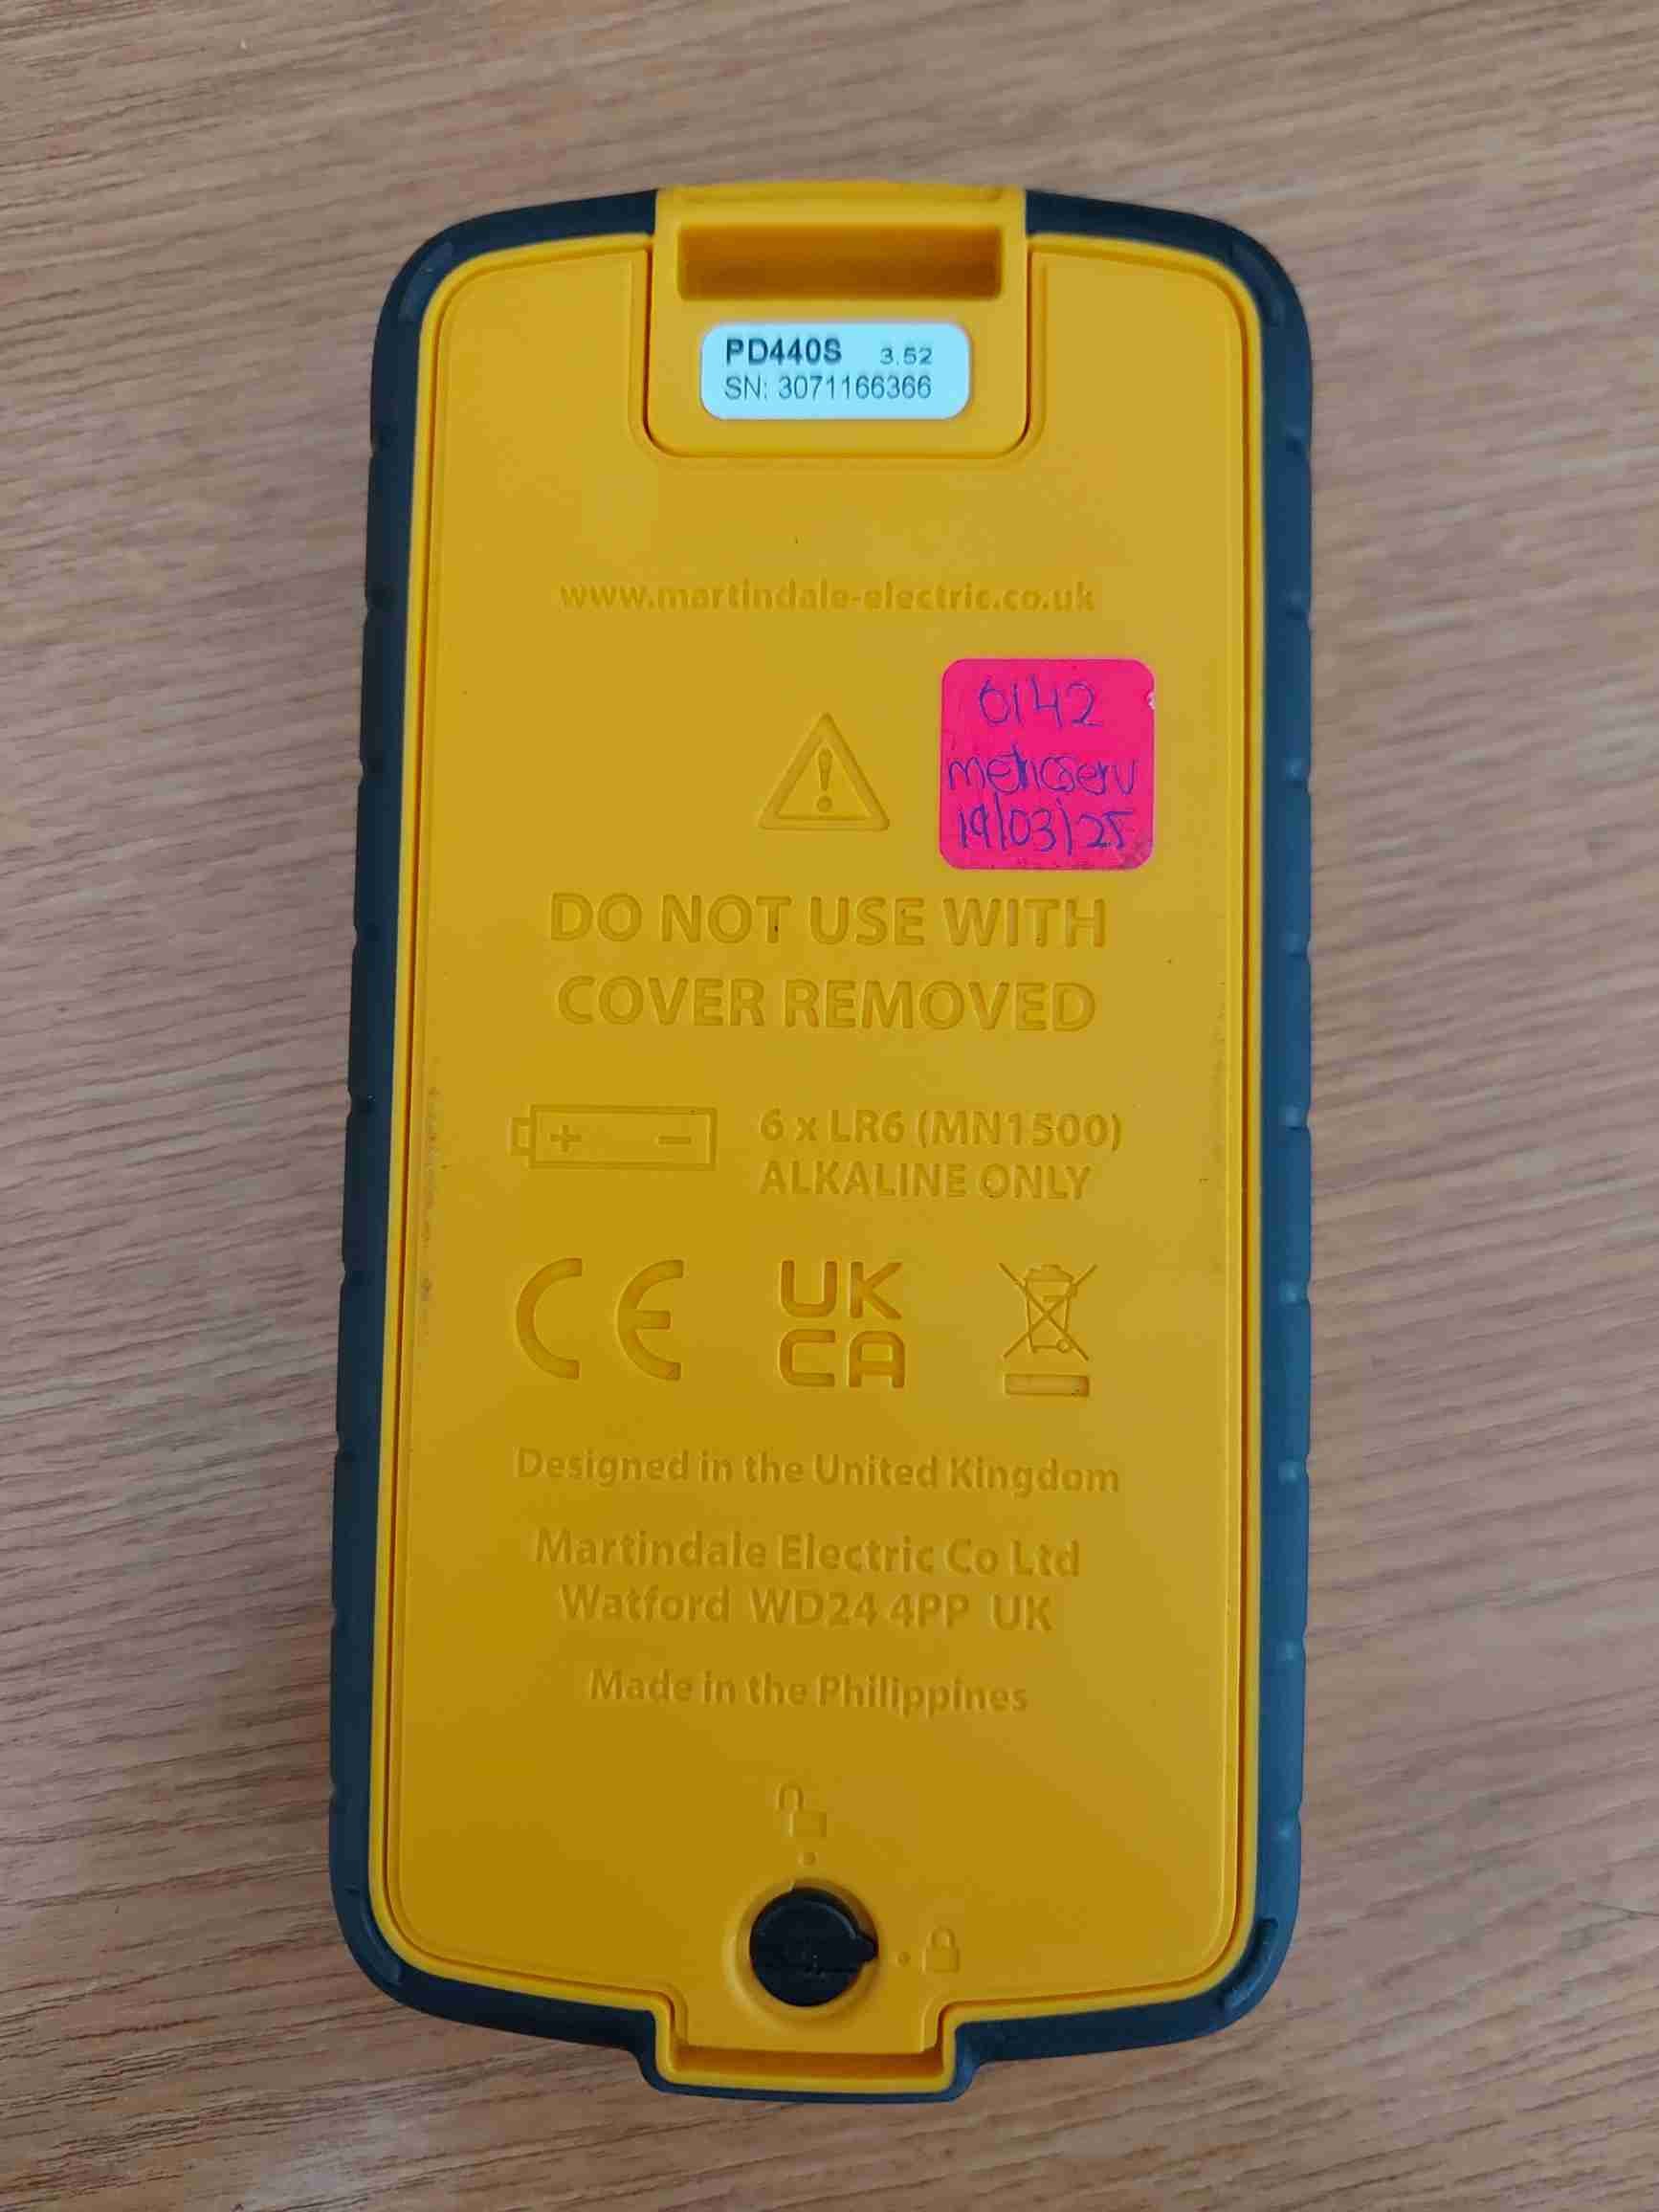 PD440S 3.52
SN: 3071166366
www.martindale-electric.co.uk
0142
metricserv
19/03/25
DO NOT USE WITH
COVER REMOVED
+ −
6 x LR6 (MN1500)
ALKALINE ONLY
CE
UK
CA
Designed in the United Kingdom
Martindale Electric Co Ltd
Watford WD24 4PP UK
Made in the Philippines